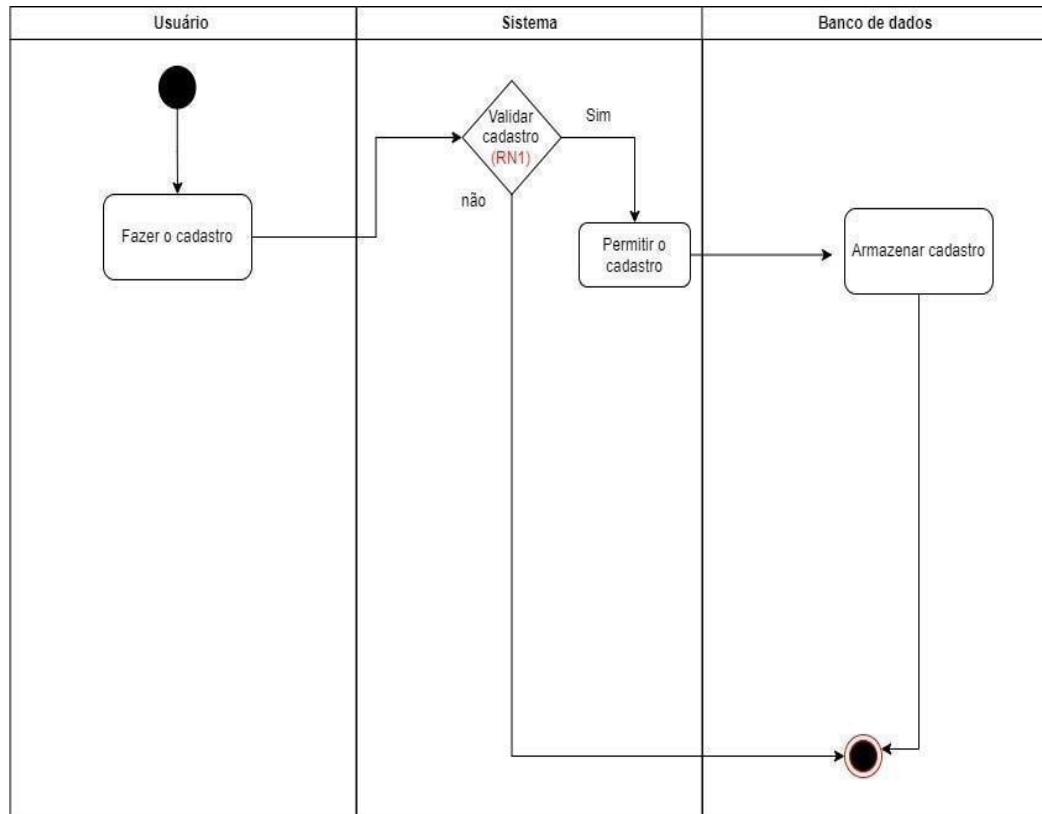 Usuário
Sistema
Banco de dados
Validar
cadastro
(RN1)
Sim
não
Fazer o cadastro
Permitir o
cadastro
Armazenar cadastro